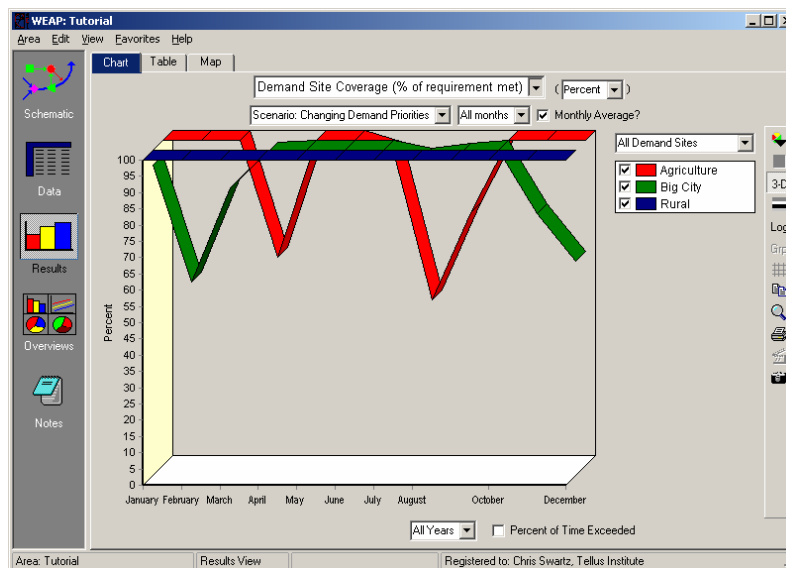 WEAP: Tutorial
Area Edit View Favorites Help
Chart Table Map
Demand Site Coverage (% of requirement met) ( Percent )
Scenario: Changing Demand Priorities All months Monthly Average?
Schematic
Data
Results
Overviews
Notes
All Demand Sites
Agriculture
Big City
Rural
3-D
Log
Grp
Percent
100
95
90
85
80
75
70
65
60
55
50
45
40
35
30
25
20
15
10
5
0
January February March April May June July August October December
All Years Percent of Time Exceeded
Area: Tutorial Results View Registered to: Chris Swartz, Tellus Institute